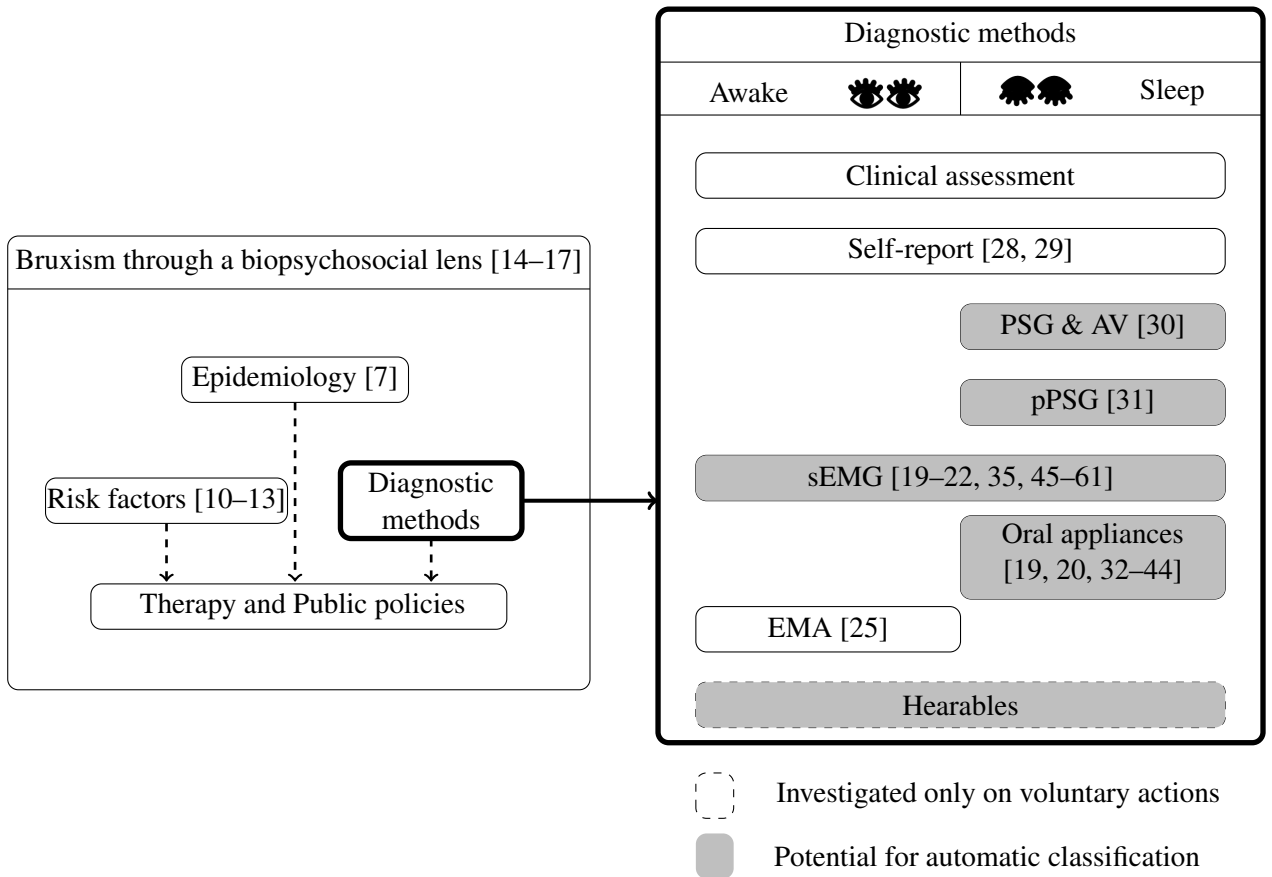 Bruxism through a biopsychosocial lens [14–17]
Epidemiology [7]
Risk factors [10–13]
Diagnostic
methods
Therapy and Public policies
Diagnostic methods
Awake
Sleep
Clinical assessment
Self-report [28, 29]
PSG & AV [30]
pPSG [31]
sEMG [19–22, 35, 45–61]
Oral appliances
[19, 20, 32–44]
EMA [25]
Hearables
Investigated only on voluntary actions
Potential for automatic classification